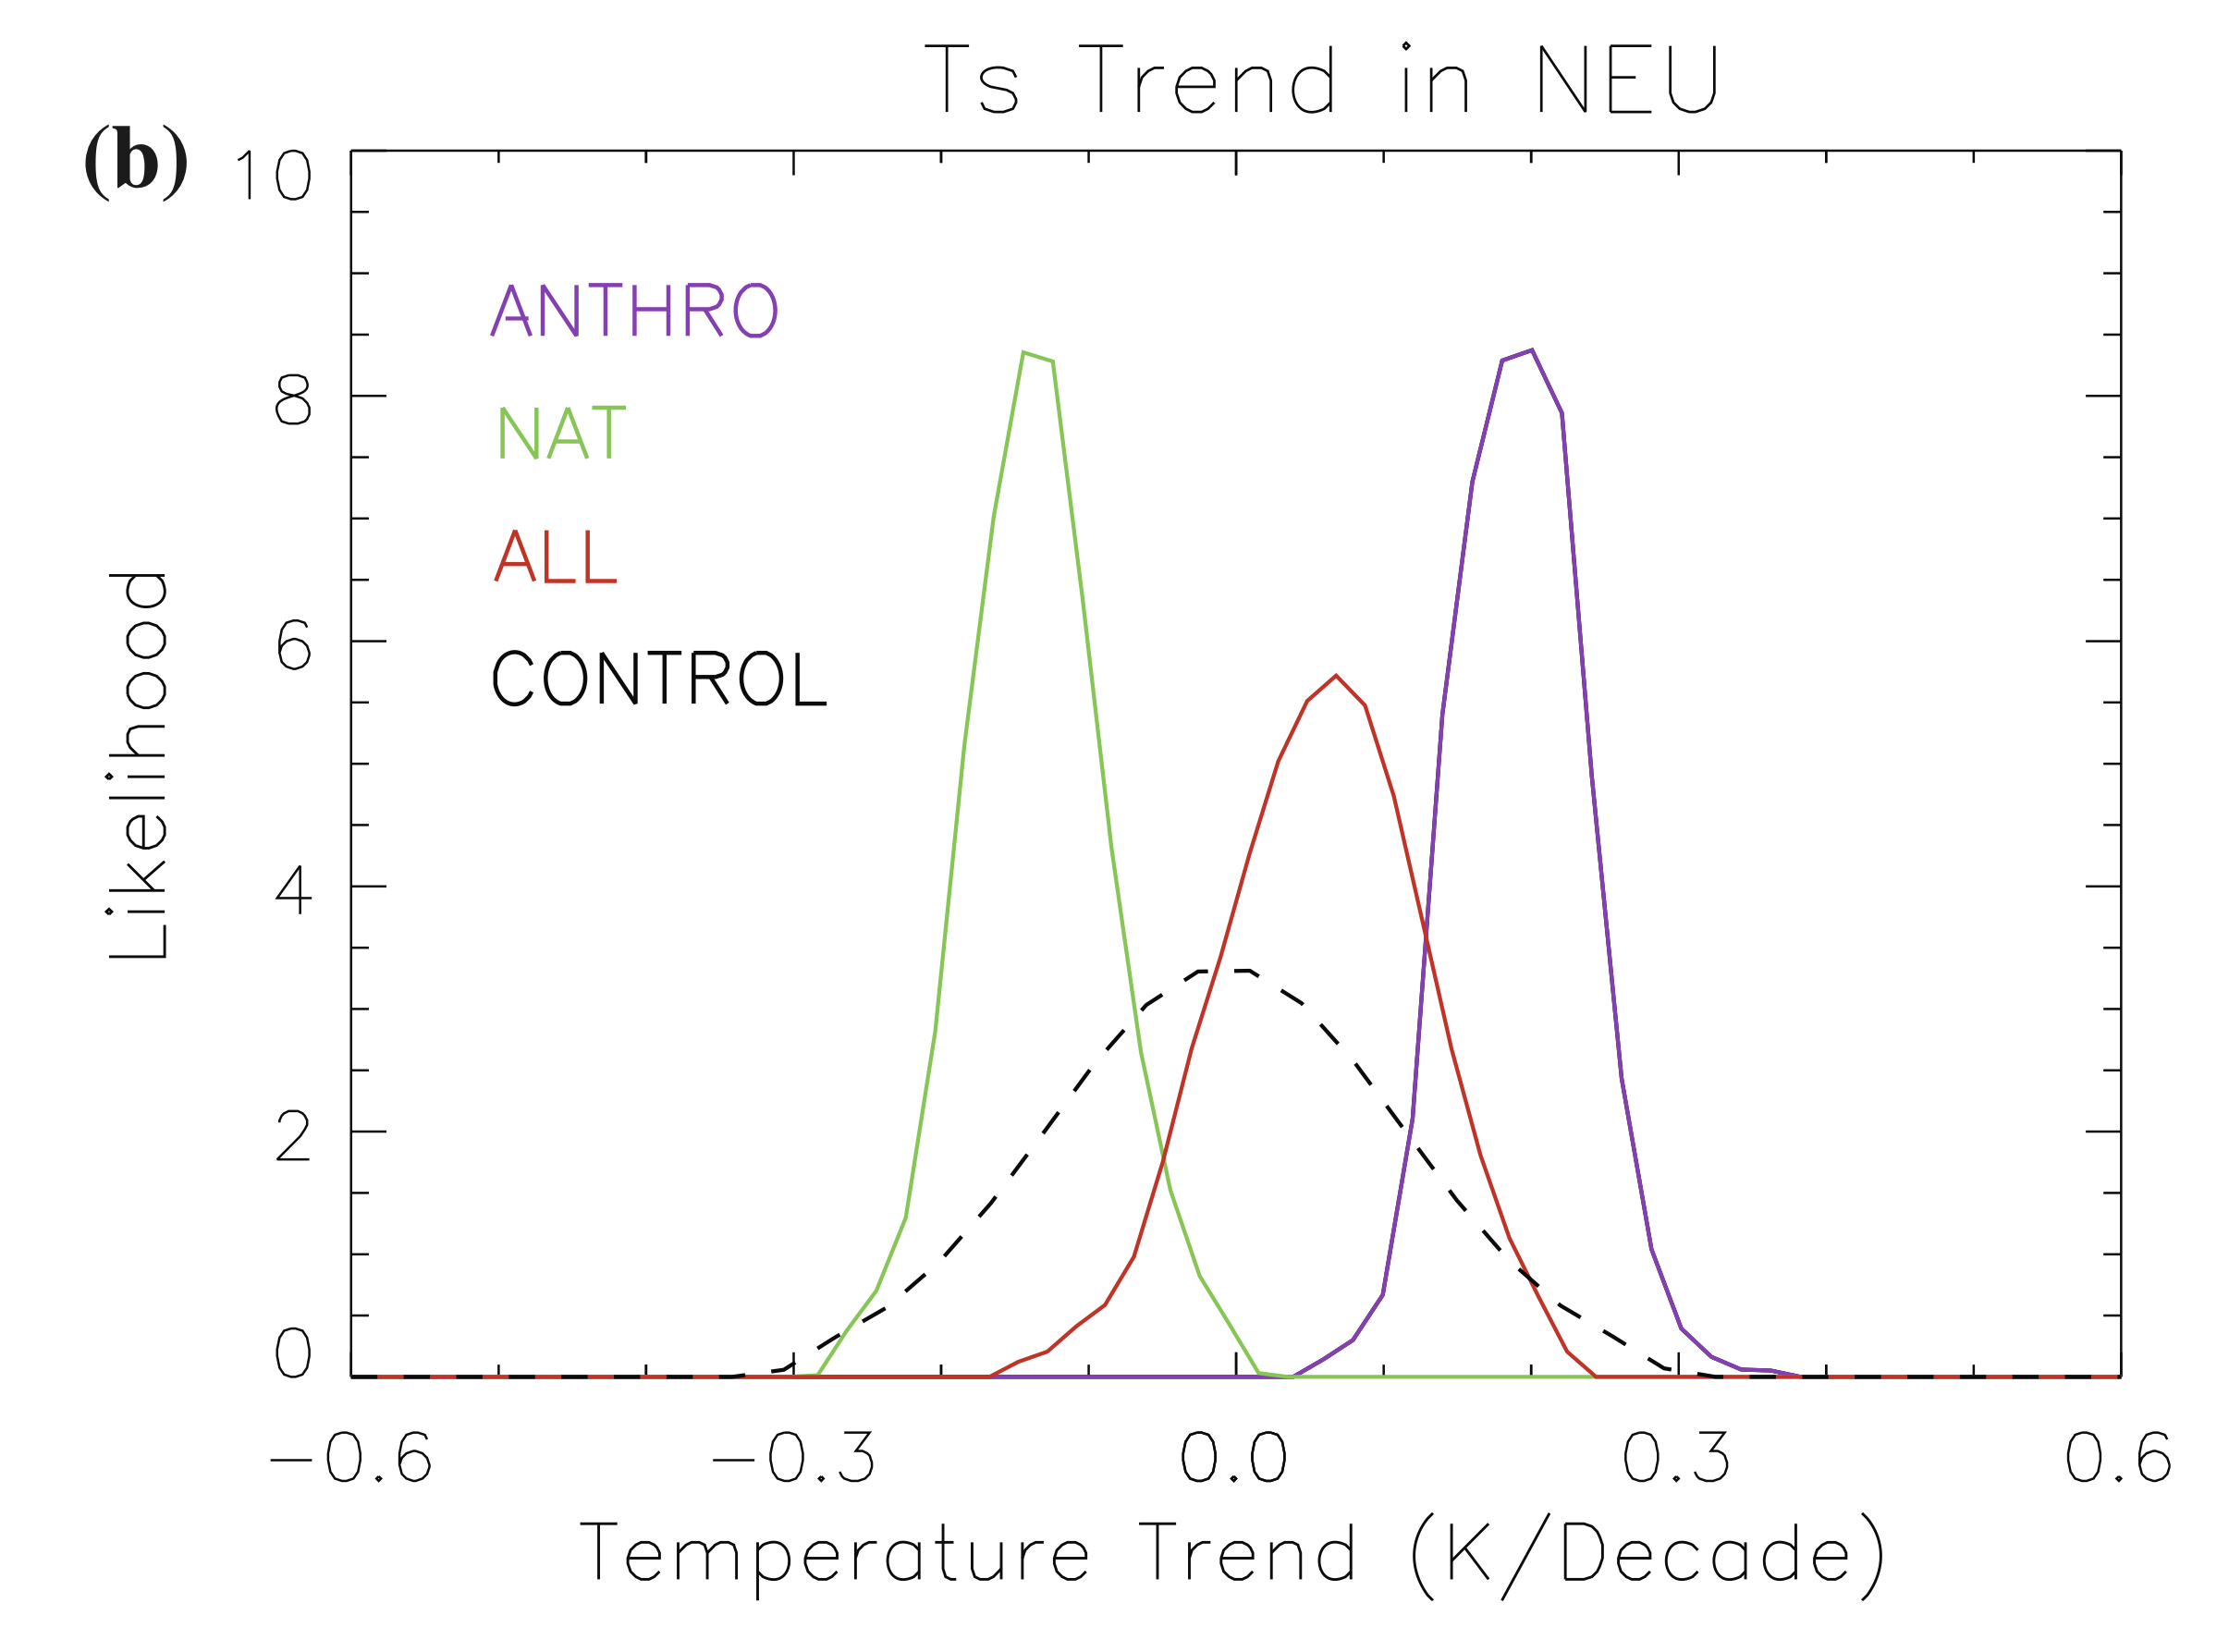 Ts Trend in NEU
(b)
10
ANTHRO
8
NAT
ALL
6
CONTROL
Likelihood
4
2
0
−0.6 −0.3 0.0 0.3 0.6
Temperature Trend (K/Decade)